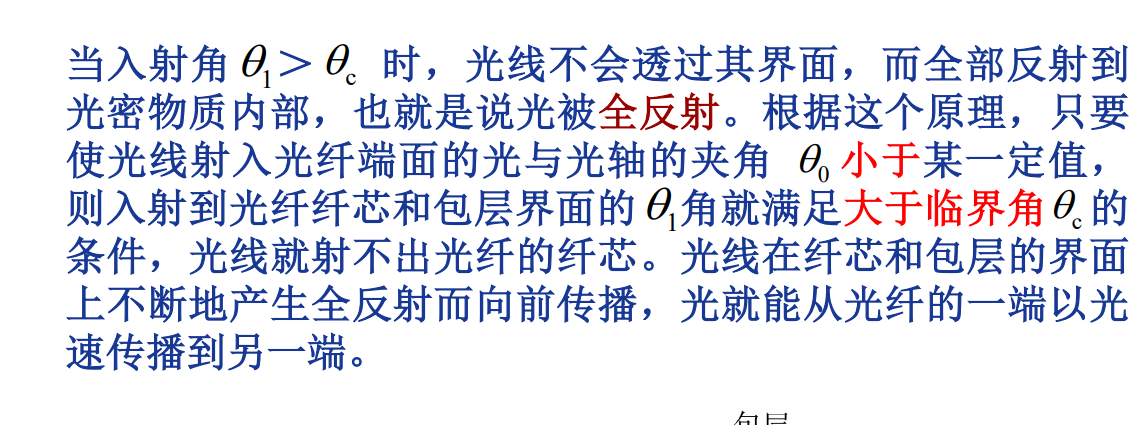 当入射角 θ₁＞ θc 时，光线不会透过其界面，而全部反射到
光密物质内部，也就是说光被全反射。根据这个原理，只要
使光线射入光纤端面的光与光轴的夹角 θ₀ 小于某一定值，
则入射到光纤纤芯和包层界面的 θ₁角就满足大于临界角θc的
条件，光线就射不出光纤的纤芯。光线在纤芯和包层的界面
上不断地产生全反射而向前传播，光就能从光纤的一端以光
速传播到另一端。
包层